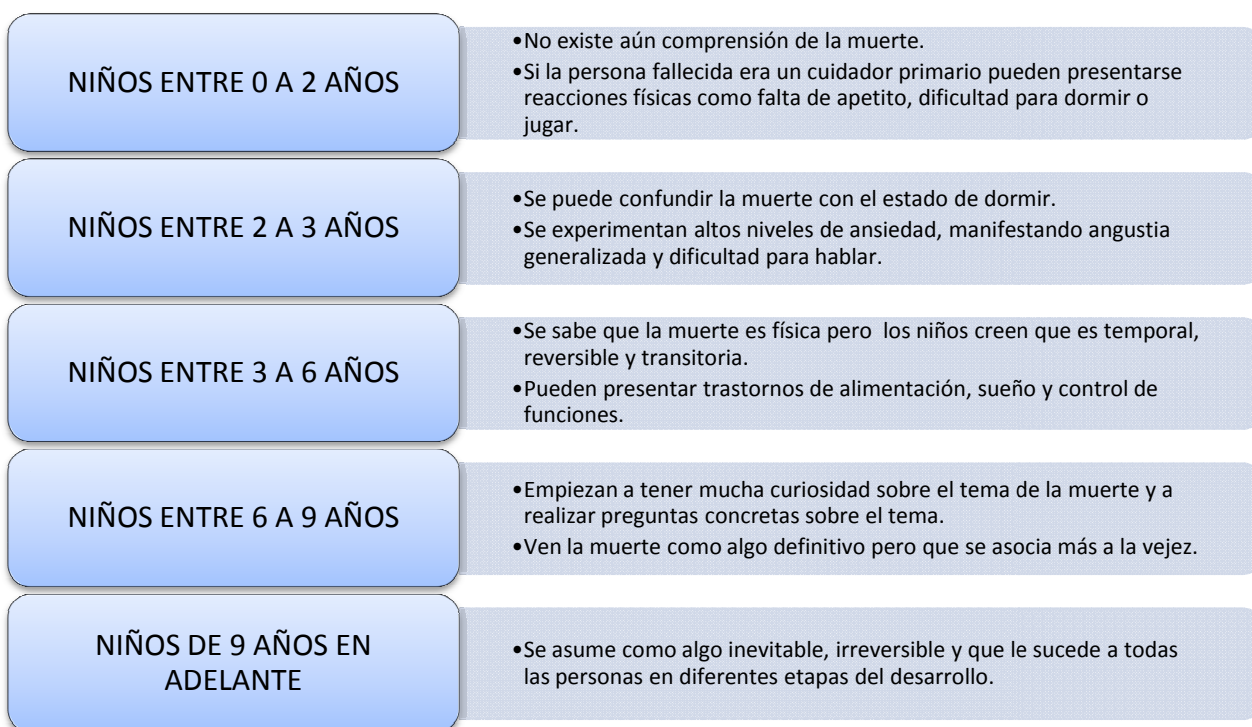 NIÑOS ENTRE 0 A 2 AÑOS
•No existe aún comprensión de la muerte.
•Si la persona fallecida era un cuidador primario pueden presentarse
reacciones físicas como falta de apetito, dificultad para dormir o
jugar.
NIÑOS ENTRE 2 A 3 AÑOS
•Se puede confundir la muerte con el estado de dormir.
•Se experimentan altos niveles de ansiedad, manifestando angustia
generalizada y dificultad para hablar.
NIÑOS ENTRE 3 A 6 AÑOS
•Se sabe que la muerte es física pero los niños creen que es temporal,
reversible y transitoria.
•Pueden presentar trastornos de alimentación, sueño y control de
funciones.
NIÑOS ENTRE 6 A 9 AÑOS
•Empiezan a tener mucha curiosidad sobre el tema de la muerte y a
realizar preguntas concretas sobre el tema.
•Ven la muerte como algo definitivo pero que se asocia más a la vejez.
NIÑOS DE 9 AÑOS EN
ADELANTE
•Se asume como algo inevitable, irreversible y que le sucede a todas
las personas en diferentes etapas del desarrollo.